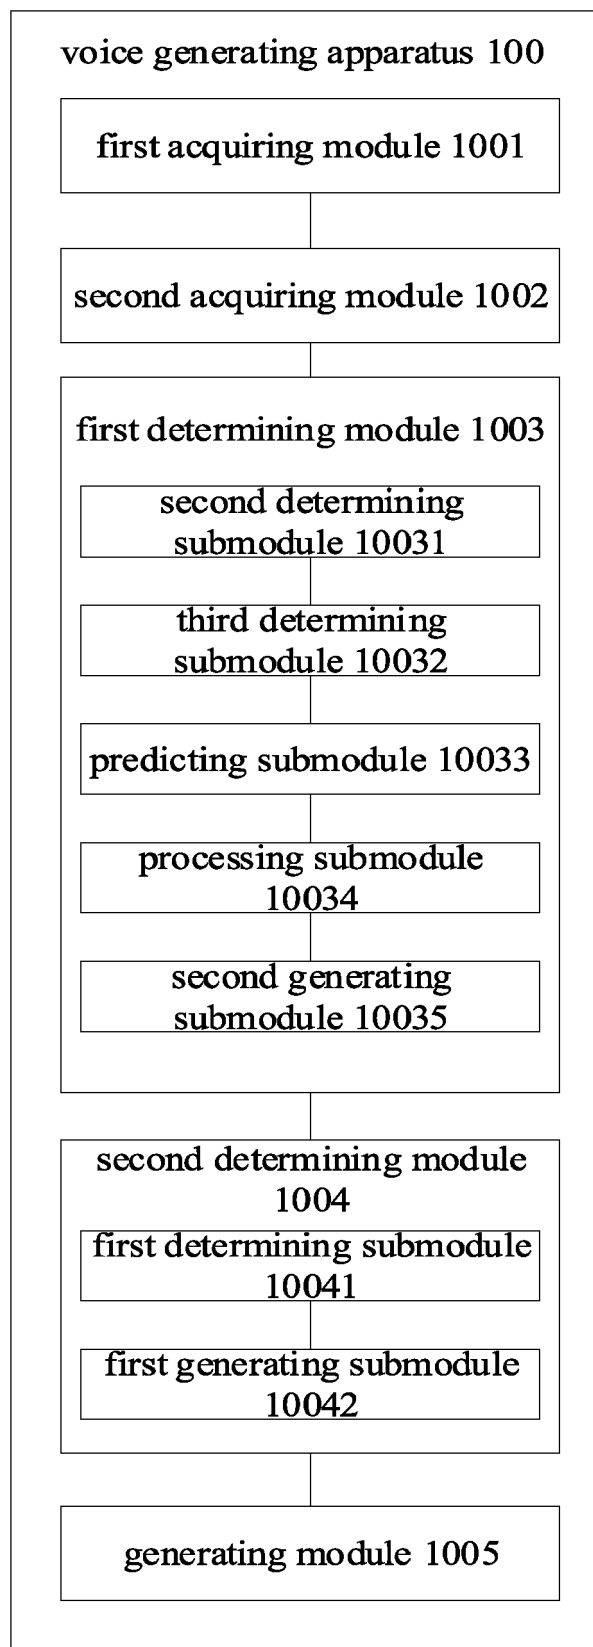 voice generating apparatus 100
first acquiring module 1001
second acquiring module 1002
first determining module 1003
second determining
submodule 10031
third determining
submodule 10032
predicting submodule 10033
processing submodule
10034
second generating
submodule 10035
second determining module
1004
first determining submodule
10041
first generating submodule
10042
generating module 1005